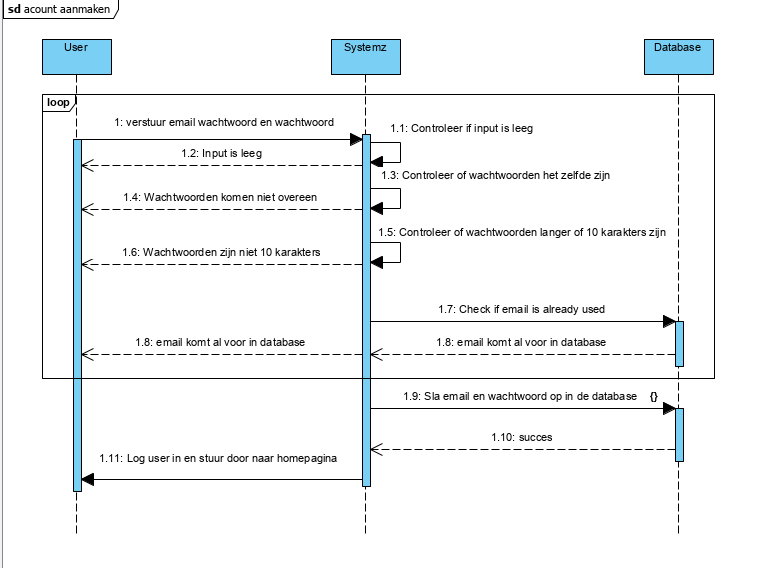 sd acount aanmaken
User
Systemz
Database
loop
1: verstuur email wachtwoord en wachtwoord
1.1: Controleer if input is leeg
1.2: Input is leeg
1.3: Controleer of wachtwoorden het zelfde zijn
1.4: Wachtwoorden komen niet overeen
1.5: Controleer of wachtwoorden langer of 10 karakters zijn
1.6: Wachtwoorden zijn niet 10 karakters
1.7: Check if email is already used
1.8: email komt al voor in database
1.8: email komt al voor in database
1.9: Sla email en wachtwoord op in de database {}
1.10: succes
1.11: Log user in en stuur door naar homepagina